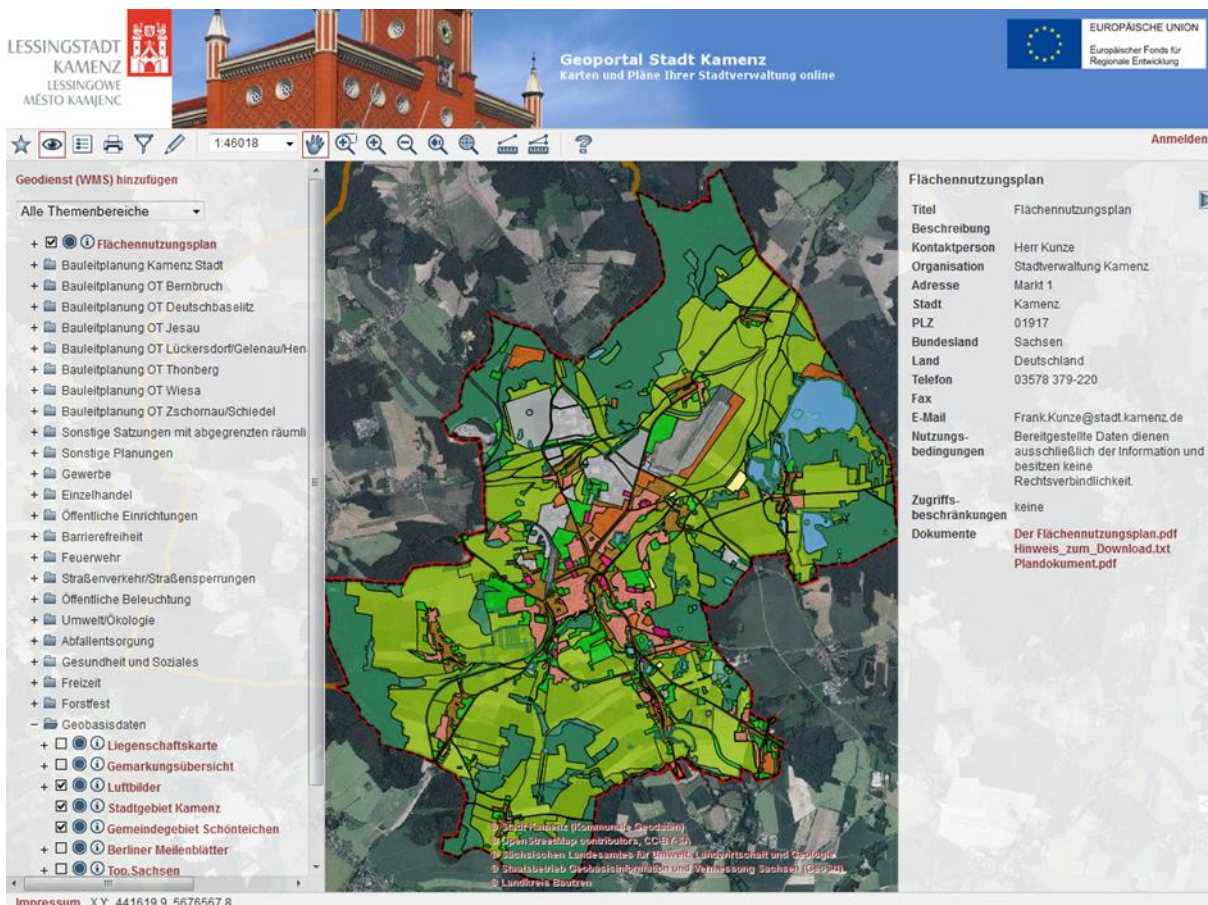 LESSINGSTADT
KAMENZ
LESSINGOWE
MĚSTO KAMJENC
Geoportal Stadt Kamenz
Karten und Pläne Ihrer Stadtverwaltung online
EUROPÄISCHE UNION
Europäischer Fonds für
Regionale Entwicklung
1:46018
Anmelden
Geodienst (WMS) hinzufügen
Alle Themenbereiche
Flächennutzungsplan
Bauleitplanung Kamenz Stadt
Bauleitplanung OT Bernbruch
Bauleitplanung OT Deutschbaselitz
Bauleitplanung OT Jesau
Bauleitplanung OT Lückersdorf/Gelenau/Hen
Bauleitplanung OT Thonberg
Bauleitplanung OT Wiesa
Bauleitplanung OT Zschornau/Schiedel
Sonstige Satzungen mit abgegrenzten räumli
Sonstige Planungen
Gewerbe
Einzelhandel
Öffentliche Einrichtungen
Barrierefreiheit
Feuerwehr
Straßenverkehr/Straßensperrungen
Öffentliche Beleuchtung
Umwelt/Ökologie
Abfallentsorgung
Gesundheit und Soziales
Freizeit
Forstfest
Geobasisdaten
Liegenschaftskarte
Gemarkungsübersicht
Luftbilder
Stadtgebiet Kamenz
Gemeindegebiet Schönteichen
Berliner Meilenblätter
Top.Sachsen
© Stadt Kamenz (Kommunale Geodaten)
© OpenStreetMap contributors, CC-BY-SA
© Sächsischen Landesamtes für Umwelt, Landwirtschaft und Geologie
© Staatsbetrieb Geobasisinformation und Vermessung Sachsen (GeoSN)
© Landkreis Bautzen
Flächennutzungsplan
Titel Flächennutzungsplan
Beschreibung
Kontaktperson Herr Kunze
Organisation Stadtverwaltung Kamenz
Adresse Markt 1
Stadt Kamenz
PLZ 01917
Bundesland Sachsen
Land Deutschland
Telefon 03578 379-220
Fax
E-Mail Frank.Kunze@stadt.kamenz.de
Nutzungs- Bereitgestellte Daten dienen
bedingungen ausschließlich der Information und
besitzen keine
Rechtsverbindlichkeit.
Zugriffs-
beschränkungen keine
Dokumente Der Flächennutzungsplan.pdf
Hinweis_zum_Download.txt
Plandokument.pdf
Impressum X,Y: 441619.9, 5676567.8